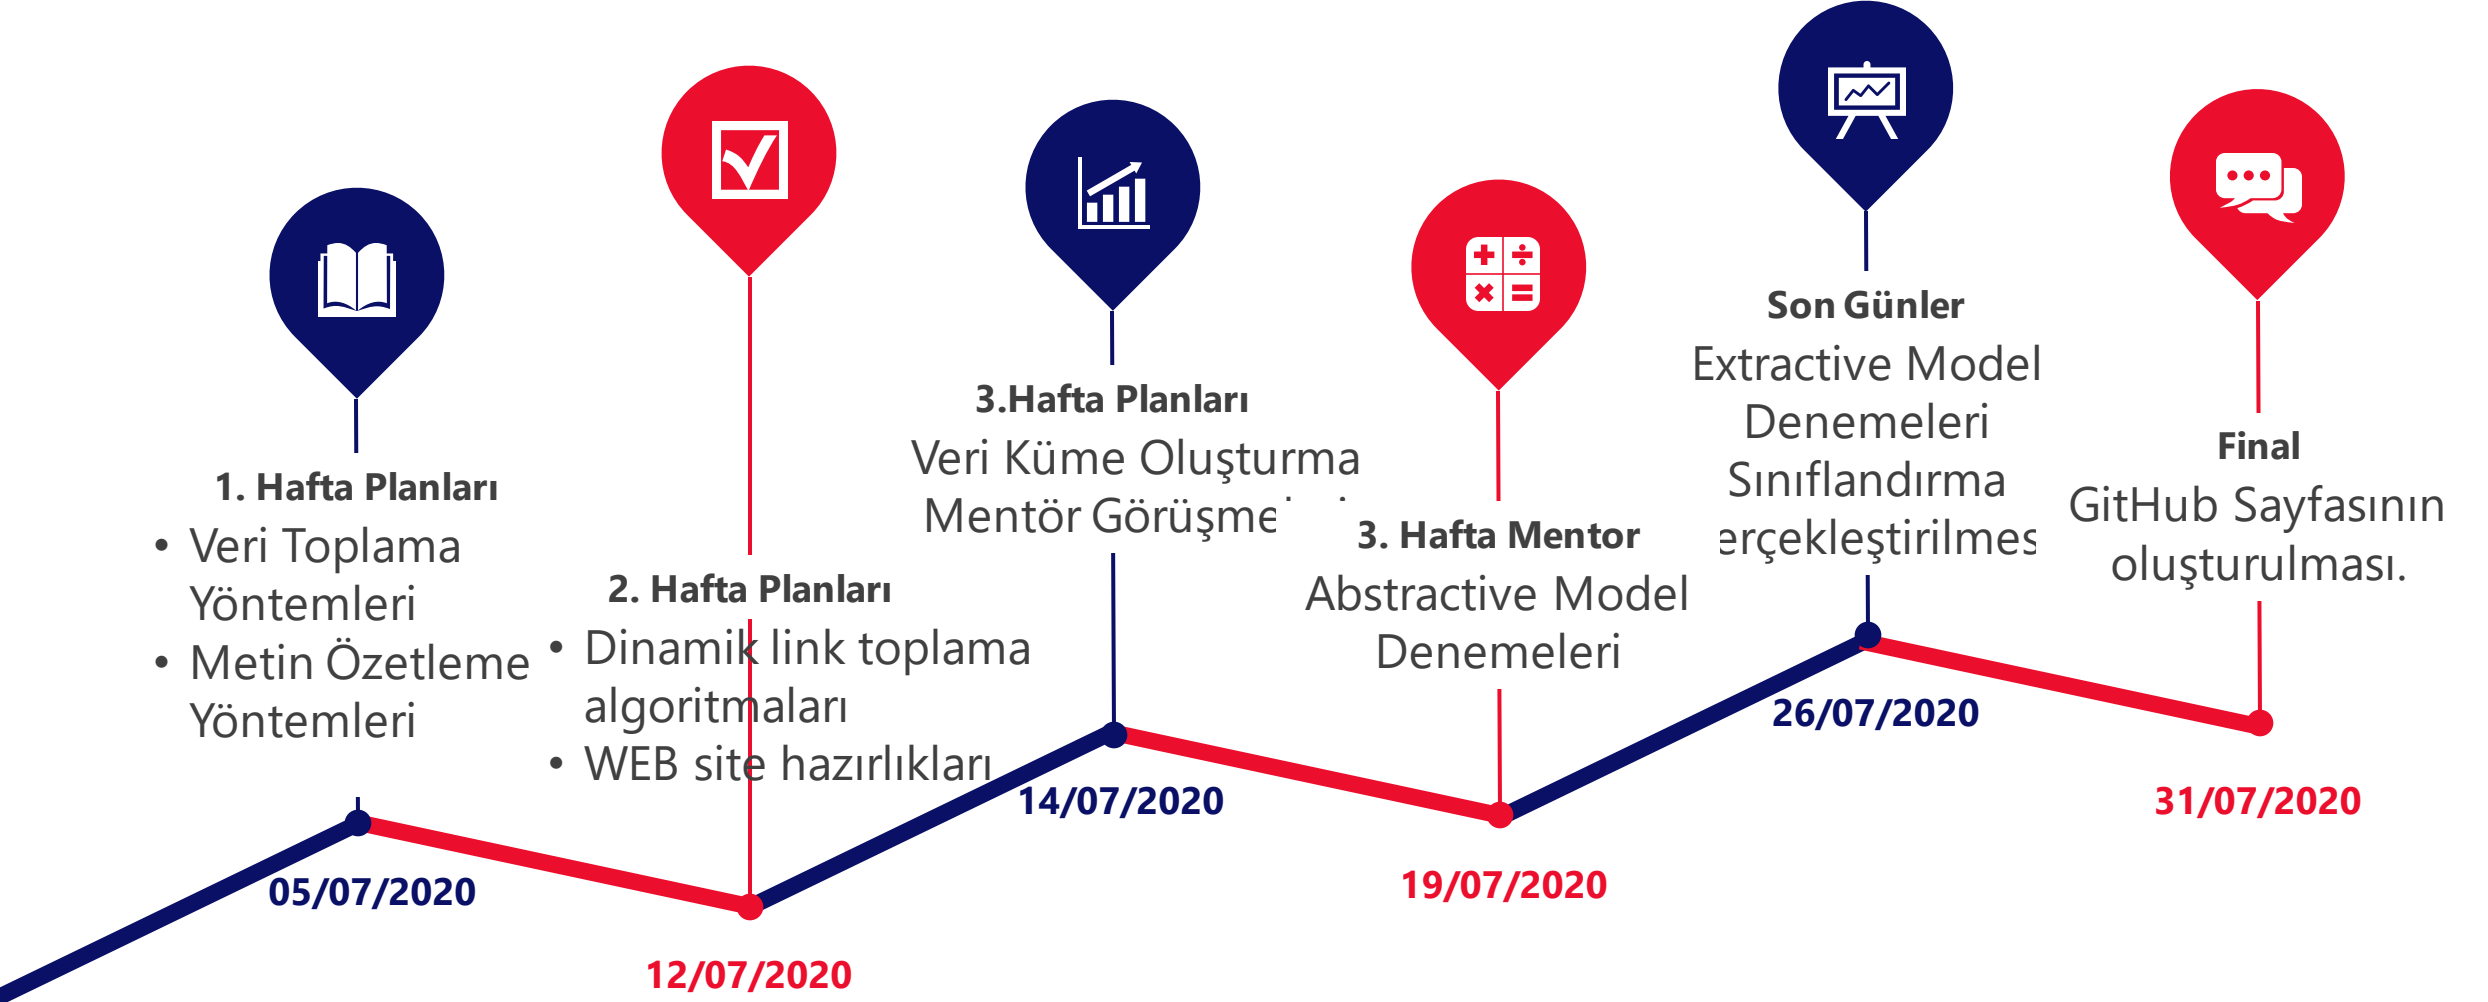 1. Hafta Planları
• Veri Toplama
Yöntemleri
• Metin Özetleme
Yöntemleri
05/07/2020
2. Hafta Planları
• Dinamik link toplama
algoritmaları
• WEB site hazırlıkları
12/07/2020
3.Hafta Planları
Veri Küme Oluşturma
Mentör
14/07/2020
3. Hafta Mentor
Abstractive Model
Denemeleri
19/07/2020
Son Günler
Extractive Model
Denemeleri
Sınıflandırma
26/07/2020
Final
GitHub Sayfasının
oluşturulması.
31/07/2020